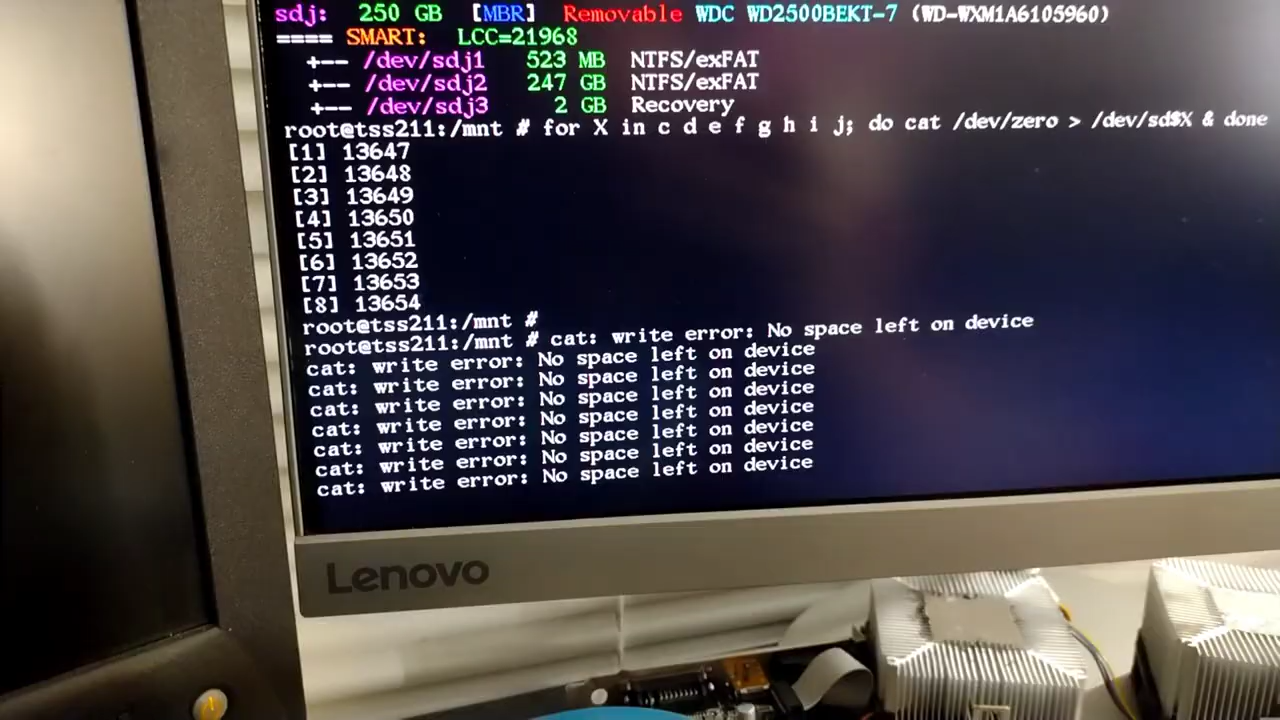 sdj: 250 GB [MBR] Removable WDC WD2500BEKT-7 (WD-WXM1A6105960)
==== SMART: LCC=21968
+-- /dev/sdj1 523 MB NTFS/exFAT
+-- /dev/sdj2 247 GB NTFS/exFAT
+-- /dev/sdj3 2 GB Recovery
root@tss211:/mnt # for X in c d e f g h i j; do cat /dev/zero > /dev/sd$X & done
[1] 13647
[2] 13648
[3] 13649
[4] 13650
[5] 13651
[6] 13652
[7] 13653
[8] 13654
root@tss211:/mnt #
root@tss211:/mnt # cat: write error: No space left on device
cat: write error: No space left on device
cat: write error: No space left on device
cat: write error: No space left on device
cat: write error: No space left on device
cat: write error: No space left on device
cat: write error: No space left on device
cat: write error: No space left on device
Lenovo